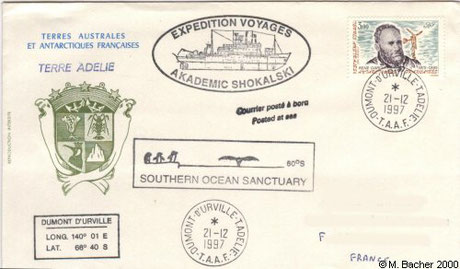 TERRES AUSTRALES
ET ANTARCTIQUES FRANÇAISES
TERRE ADELIE
EXPEDITION VOYAGES
AKADEMIC SHOKALSKI
Courrier posté à bord
Posted at sea
60°S
SOUTHERN OCEAN SANCTUARY
DUMONT D'URVILLE
LONG. 140° 01 E
LAT. 66° 40 S
DUMONT-D'URVILLE-T.ADELIE
*
21-12
1997
T.A.A.F.
DUMONT-D'URVILLE-T.ADELIE
*
21-12
1997
T.A.A.F.
F
FRANCE
© M. Bacher 2000